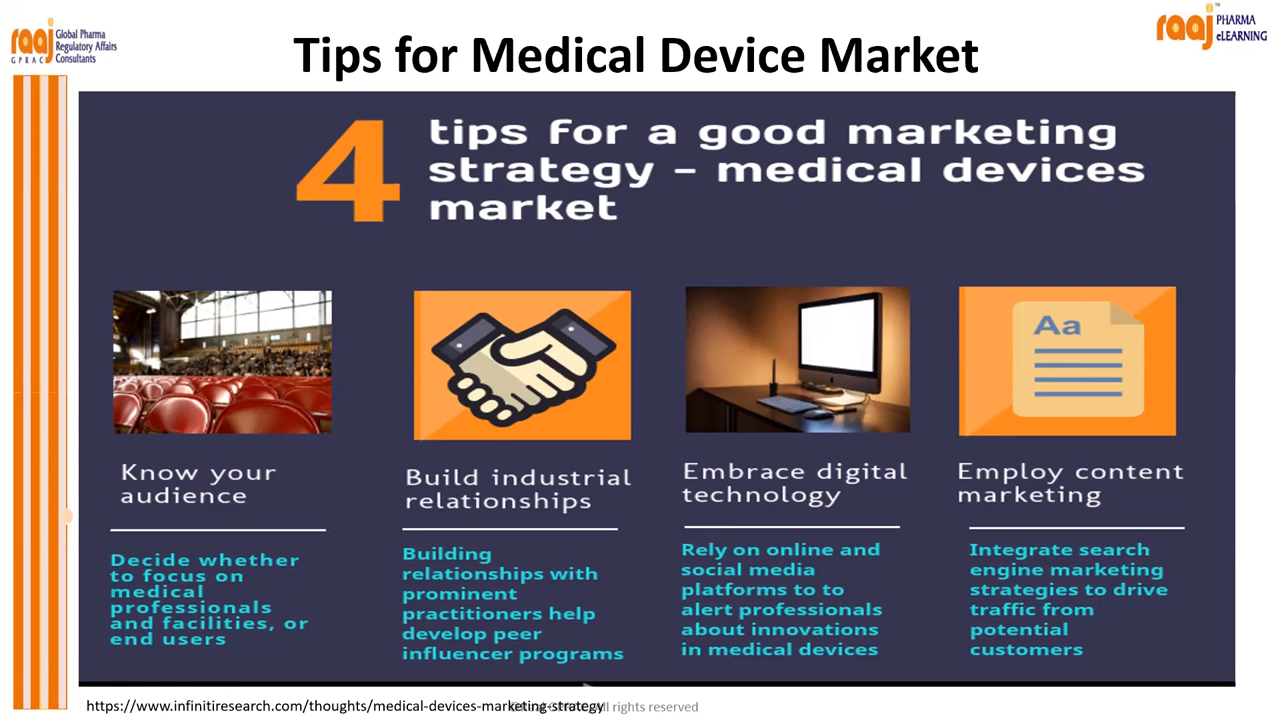 raaj
GPRAC
Global Pharma
Regulatory Affairs
Consultants
Tips for Medical Device Market
raaj™
PHARMA
eLEARNING
4
tips for a good marketing
strategy – medical devices
market
Know your
audience
Decide whether
to focus on
medical
professionals
and facilities, or
end users
Build industrial
relationships
Building
relationships with
prominent
practitioners help
develop peer
influencer programs
Embrace digital
technology
Rely on online and
social media
platforms to to
alert professionals
about innovations
in medical devices
Aa
Employ content
marketing
Integrate search
engine marketing
strategies to drive
traffic from
potential
customers
https://www.infinitiresearch.com/thoughts/medical-devices-marketing-strategy
All rights reserved